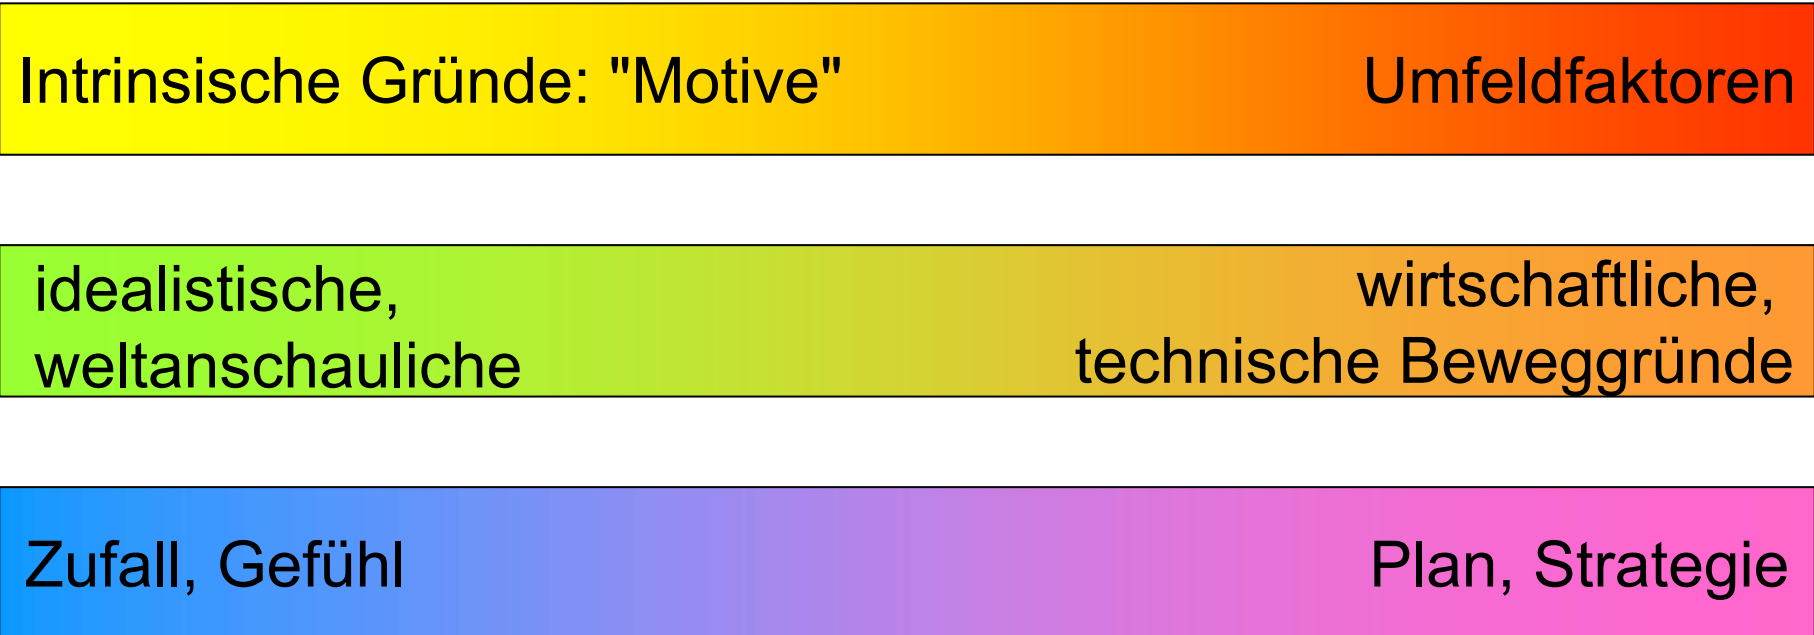 Intrinsische Gründe: "Motive" Umfeldfaktoren
idealistische,
weltanschauliche
wirtschaftliche,
technische Beweggründe
Zufall, Gefühl Plan, Strategie